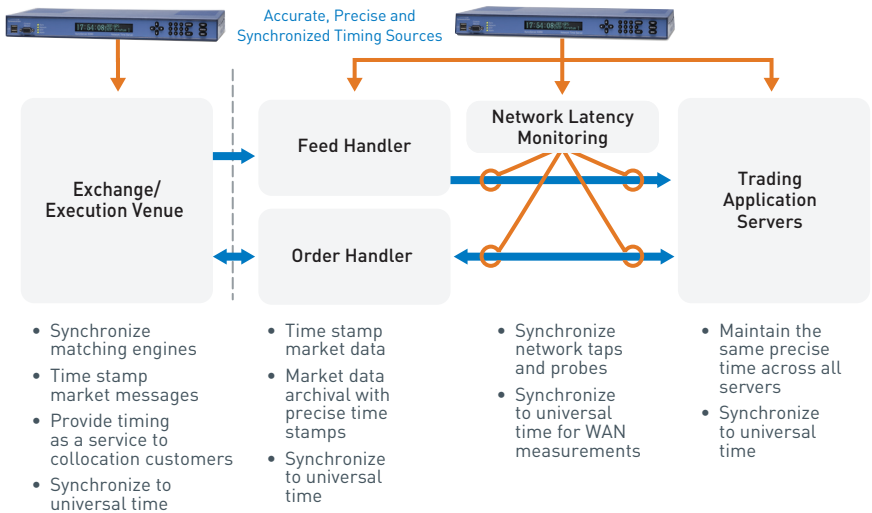 Accurate, Precise and
Synchronized Timing Sources
Exchange/
Execution Venue
Feed Handler
Order Handler
Network Latency
Monitoring
Trading
Application
Servers
• Synchronize
matching engines
• Time stamp
market messages
• Provide timing
as a service to
collocation customers
• Synchronize to
universal time
• Time stamp
market data
• Market data
archival with
precise time
stamps
• Synchronize
to universal
time
• Synchronize
network taps
and probes
• Synchronize
to universal
time for WAN
measurements
• Maintain the
same precise
time across all
servers
• Synchronize
to universal
time